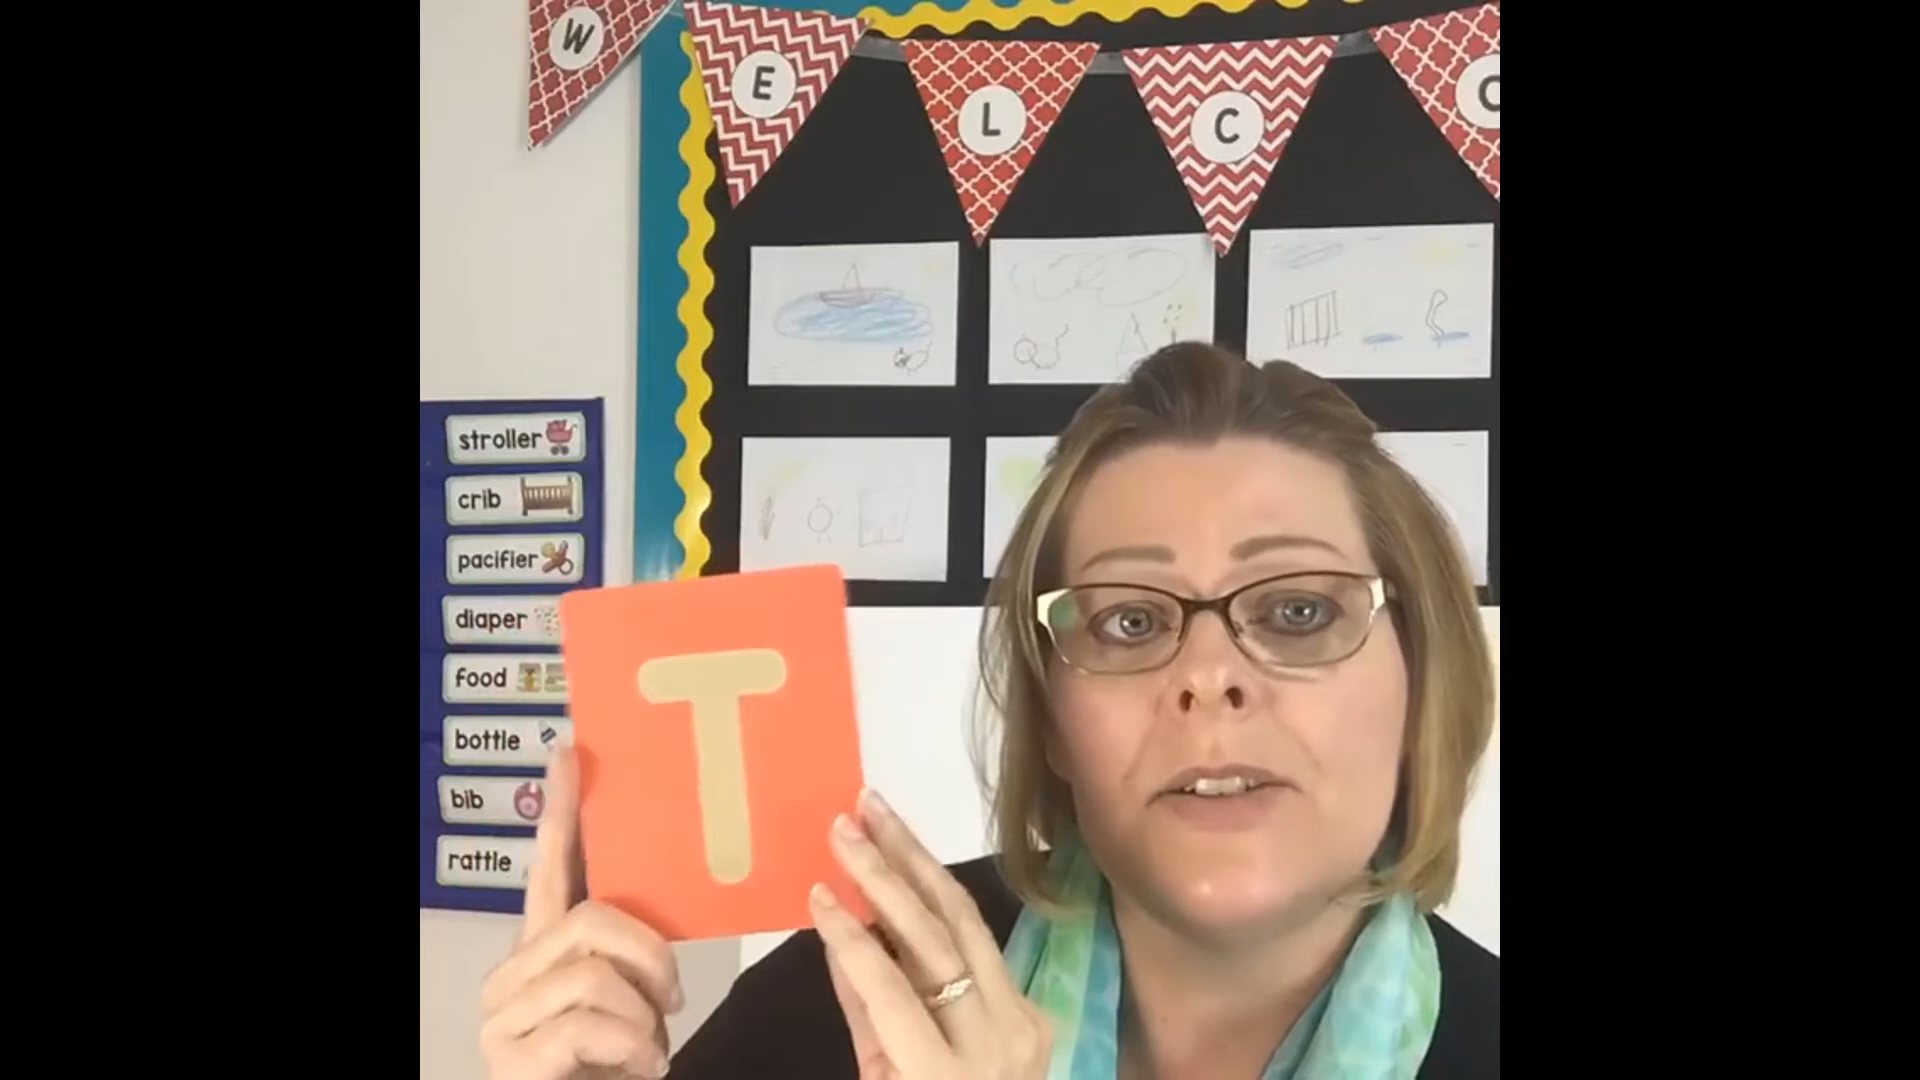 W E L C O
stroller
crib
pacifier
diaper
food
bottle
bib
rattle
T